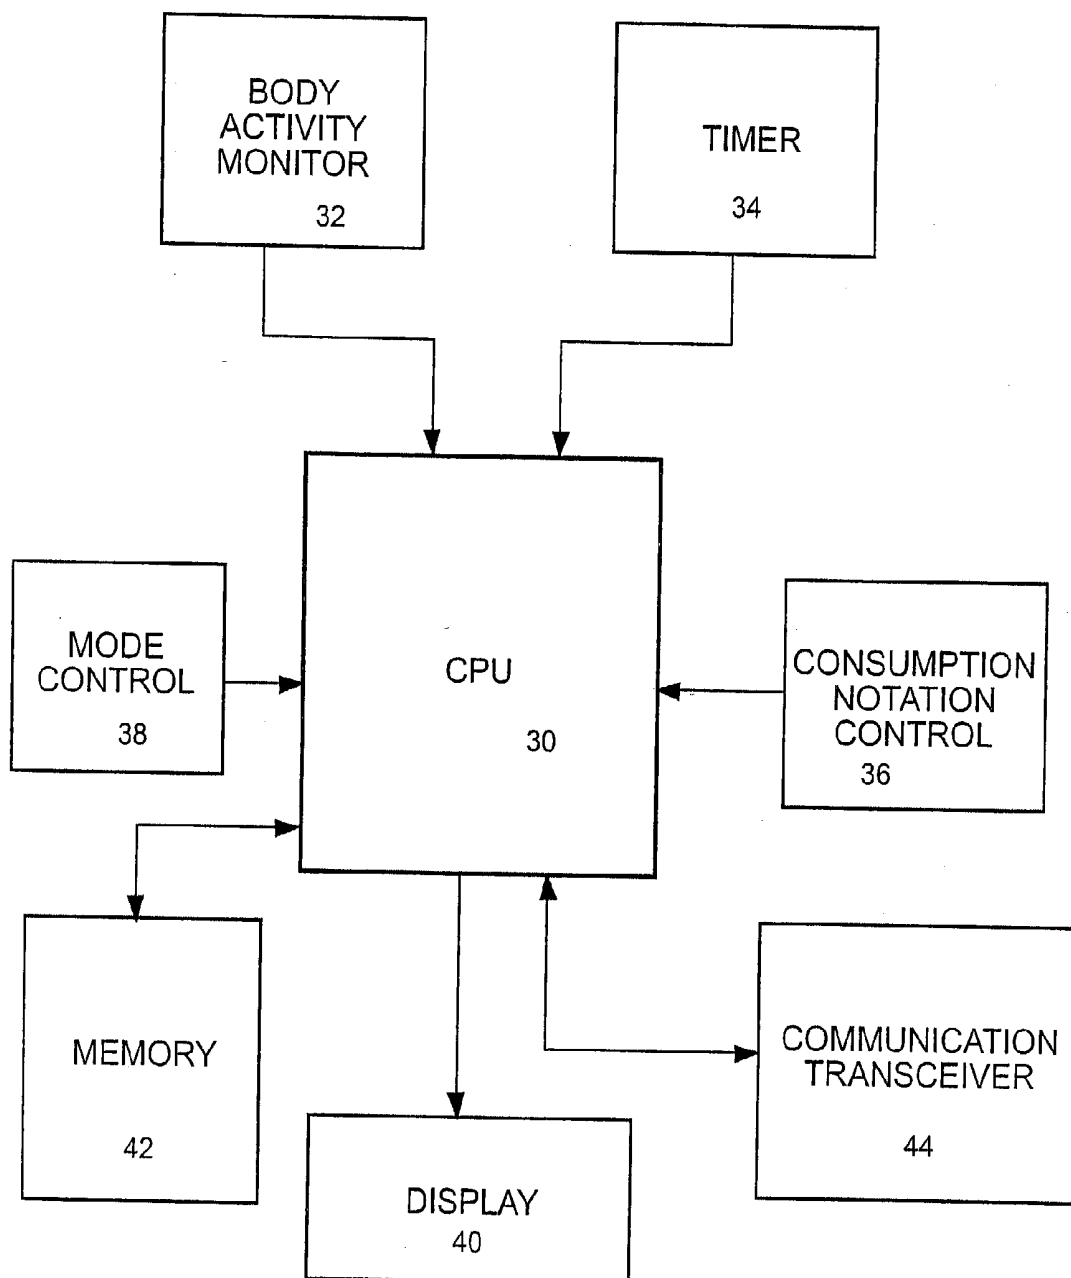 BODY
ACTIVITY
MONITOR
32
TIMER
34
MODE
CONTROL
38
CPU
30
CONSUMPTION
NOTATION
CONTROL
36
MEMORY
42
DISPLAY
40
COMMUNICATION
TRANSCEIVER
44